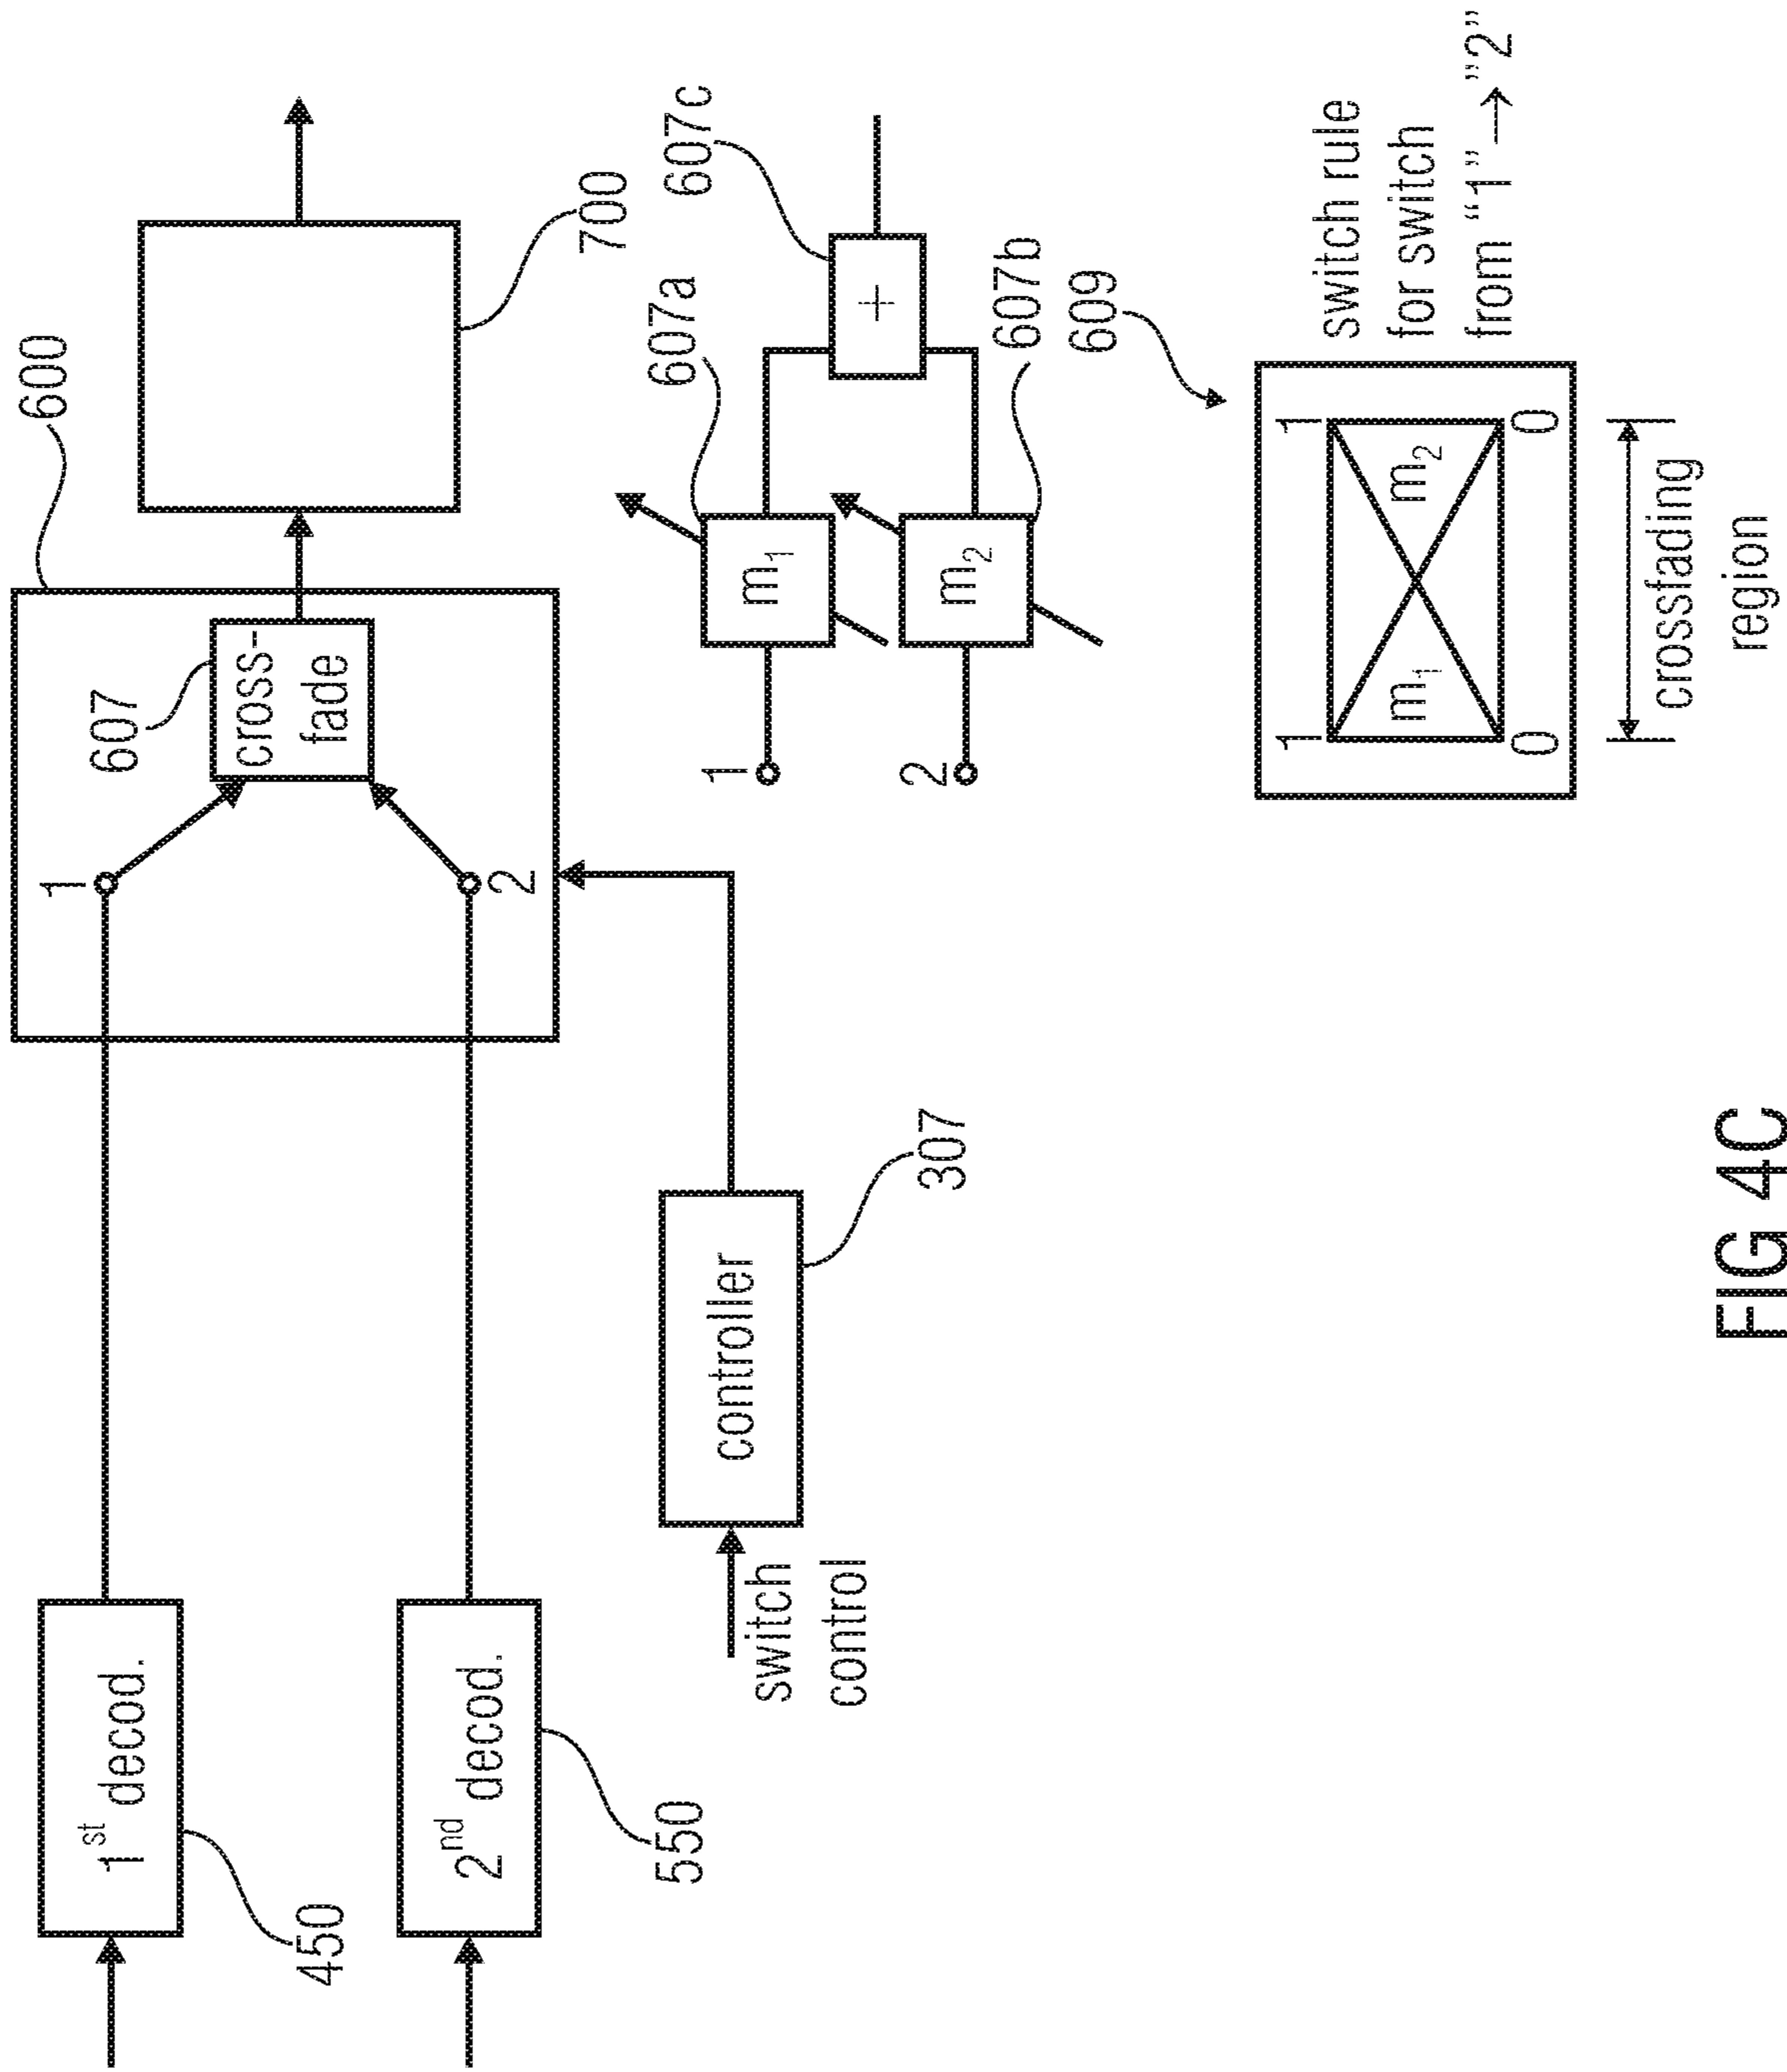 600
1
607
cross-
fade
2
700
1st decod.
450
2nd decod.
550
controller
307
switch
control
1
m1
607a
607c
+
2
m2
607b
609
1
1
m1
m2
0
0
crossfading
region
switch rule
for switch
from “1”→”2”
FIG 4C